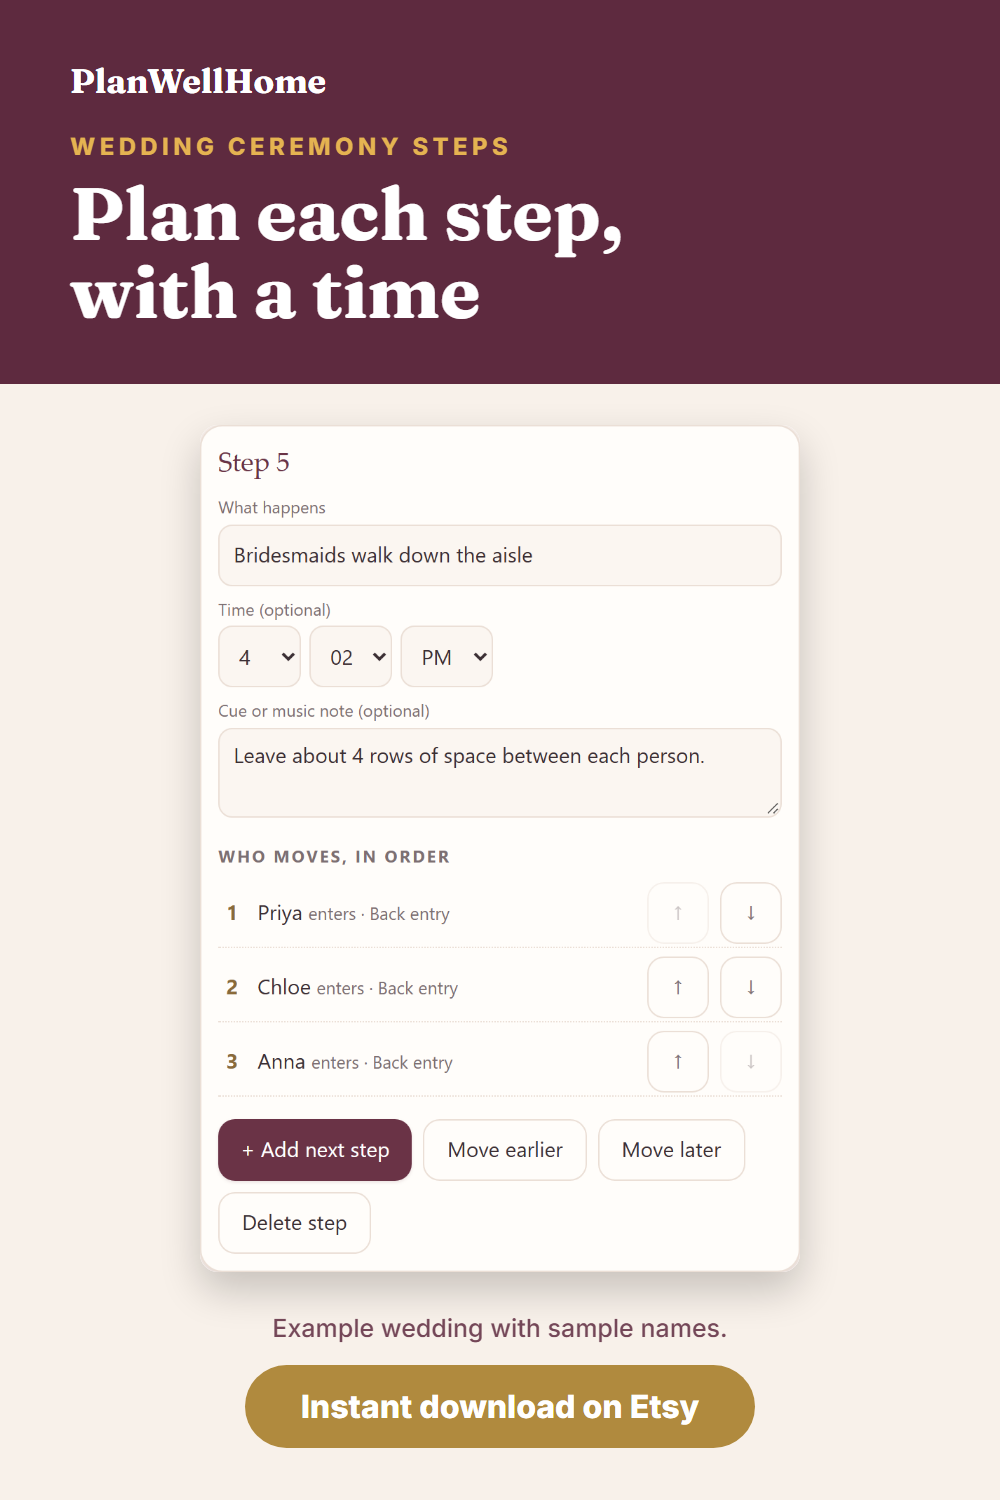 PlanWellHome
WEDDING CEREMONY STEPS
Plan each step,
with a time
Step 5
What happens
Bridesmaids walk down the aisle
Time (optional)
4 02 PM
Cue or music note (optional)
Leave about 4 rows of space between each person.
WHO MOVES, IN ORDER
1 Priya enters · Back entry ↑ ↓
2 Chloe enters · Back entry ↑ ↓
3 Anna enters · Back entry ↑ ↓
+ Add next step Move earlier Move later
Delete step
Example wedding with sample names.
Instant download on Etsy